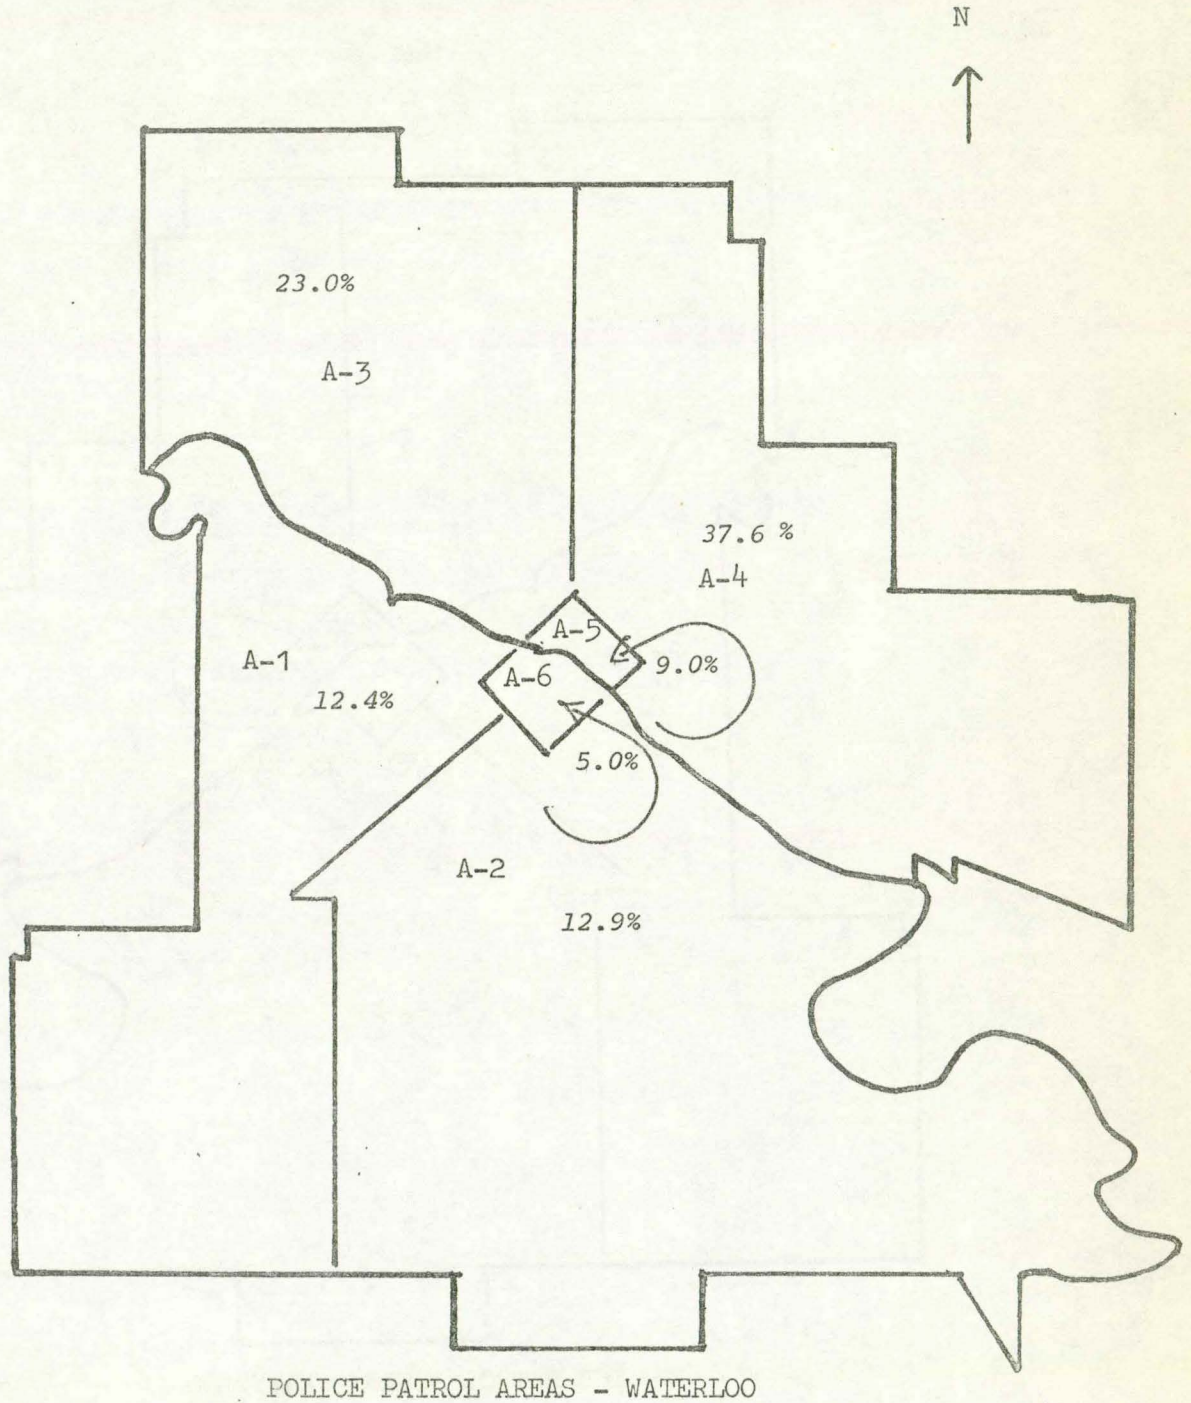 N
23.0%
A-3
37.6 %
A-4
A-5
A-1
9.0%
A-6
12.4%
5.0%
A-2
12.9%
POLICE PATROL AREAS - WATERLOO